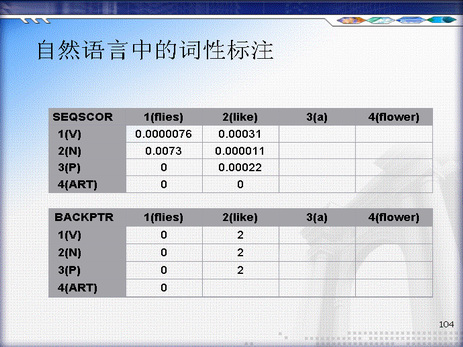 自然语言中的词性标注
SEQSCOR 1(flies) 2(like) 3(a) 4(flower)
1(V) 0.0000076 0.00031
2(N) 0.0073 0.000011
3(P) 0 0.00022
4(ART) 0 0
BACKPTR 1(flies) 2(like) 3(a) 4(flower)
1(V) 0 2
2(N) 0 2
3(P) 0 2
4(ART) 0
104